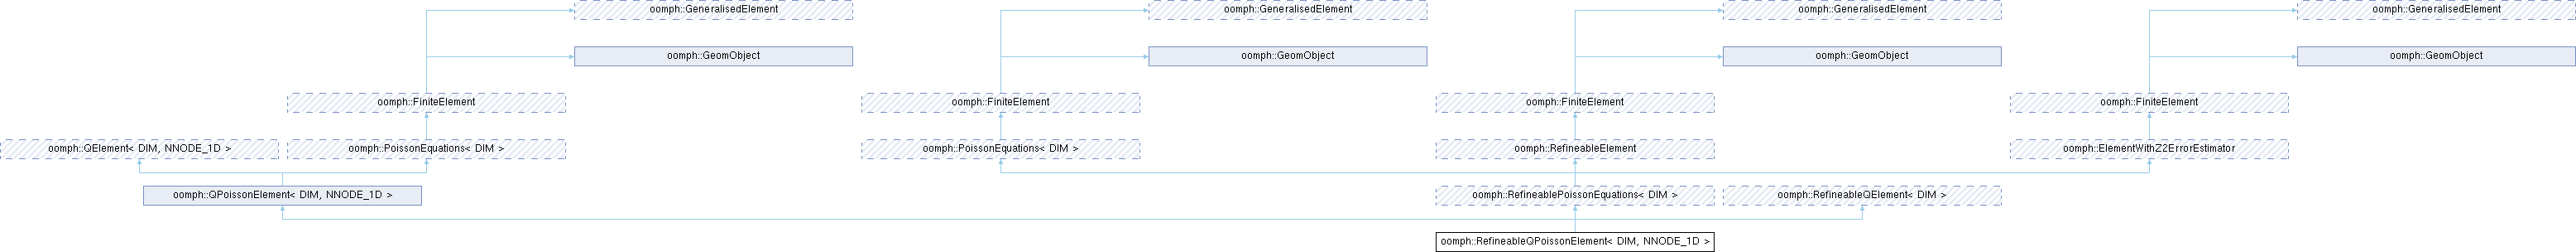 oomph::GeneralisedElement oomph::GeneralisedElement oomph::GeneralisedElement oomph::GeneralisedElement
oomph::GeomObject oomph::GeomObject oomph::GeomObject oomph::GeomObject
oomph::FiniteElement oomph::FiniteElement oomph::FiniteElement oomph::FiniteElement
oomph::QElement< DIM, NNODE_1D > oomph::PoissonEquations< DIM > oomph::PoissonEquations< DIM > oomph::RefineableElement oomph::ElementWithZ2ErrorEstimator
oomph::QPoissonElement< DIM, NNODE_1D > oomph::RefineablePoissonEquations< DIM > oomph::RefineableQElement< DIM >
oomph::RefineableQPoissonElement< DIM, NNODE_1D >